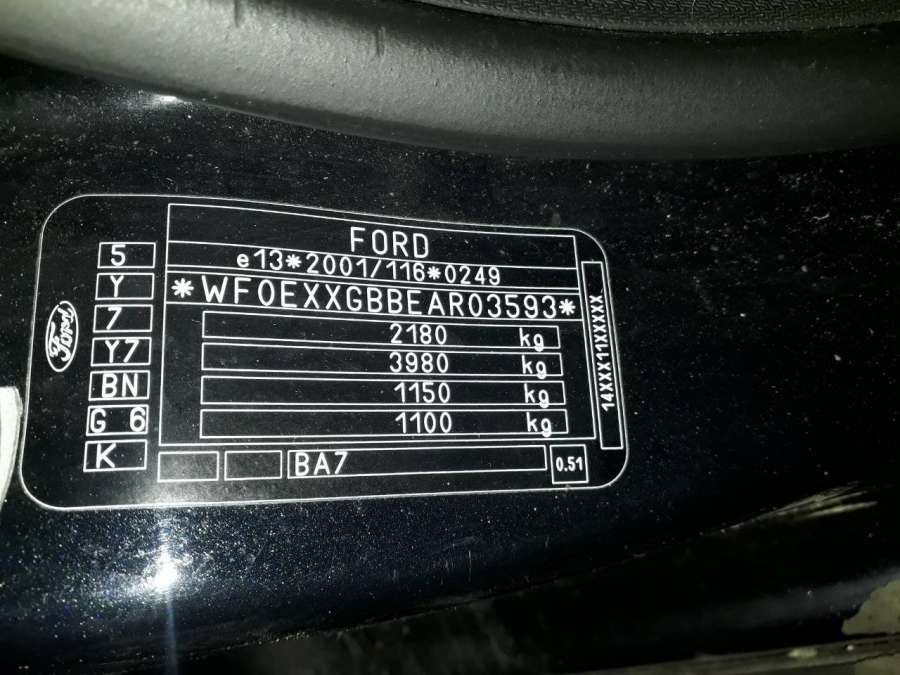 FORD
e13*2001/116*0249
*WF0EXXGBBEAR03593*
2180 kg
3980 kg
1150 kg
1100 kg
BA7
0.51
5
Y
7
Y7
BN
G 6
K
Ford
14XXX11XXXXX